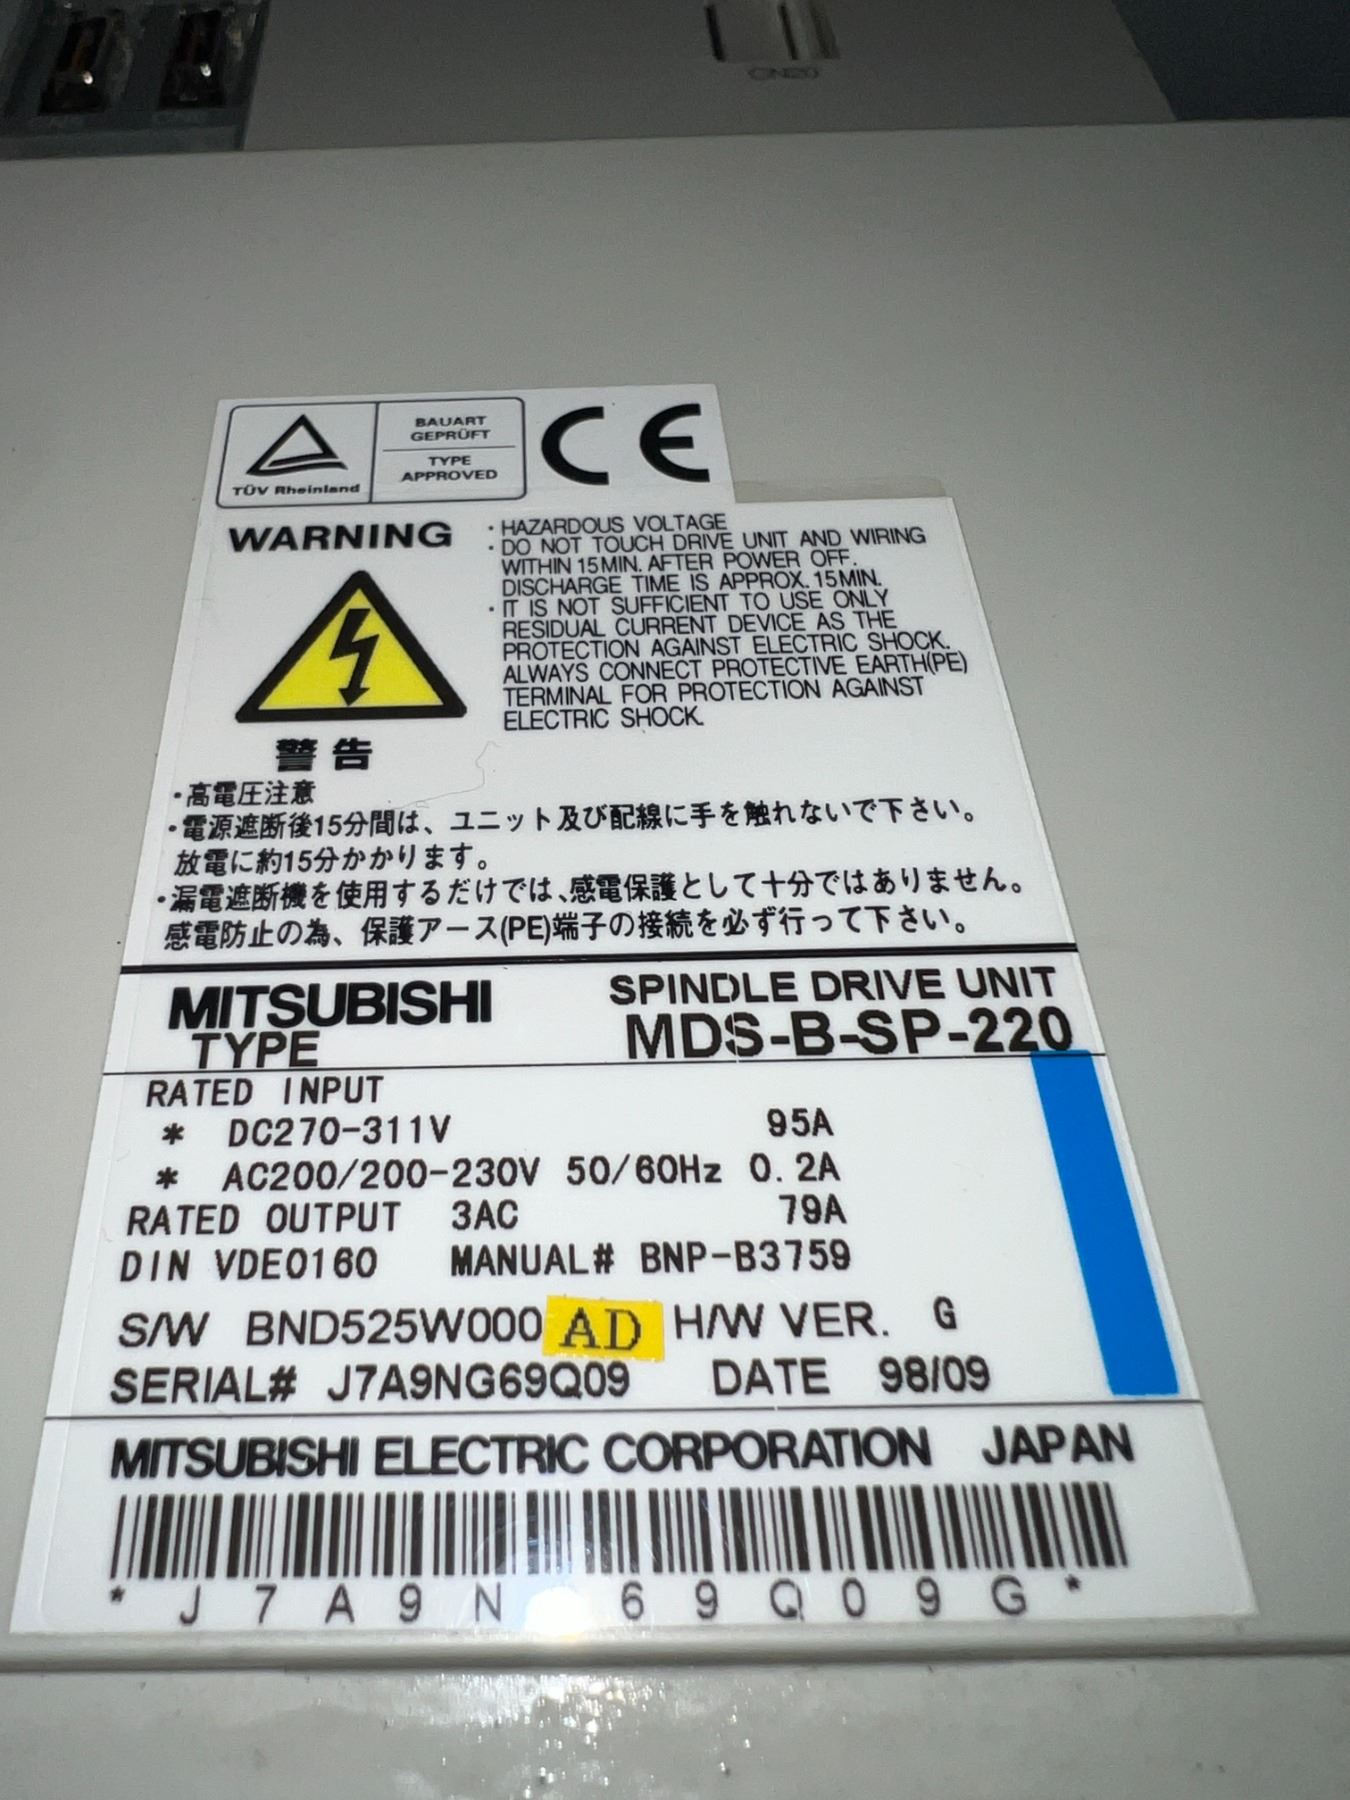 CN20
TÜV Rheinland
BAUART
GEPRÜFT
TYPE
APPROVED
CE
WARNING
・HAZARDOUS VOLTAGE
・DO NOT TOUCH DRIVE UNIT AND WIRING
WITHIN 15MIN. AFTER POWER OFF.
DISCHARGE TIME IS APPROX. 15MIN.
・IT IS NOT SUFFICIENT TO USE ONLY
RESIDUAL CURRENT DEVICE AS THE
PROTECTION AGAINST ELECTRIC SHOCK.
ALWAYS CONNECT PROTECTIVE EARTH(PE)
TERMINAL FOR PROTECTION AGAINST
ELECTRIC SHOCK.
警告
・高電圧注意
・電源遮断後15分間は、ユニット及び配線に手を触れないで下さい。
放電に約15分かかります。
・漏電遮断機を使用するだけでは、感電保護として十分ではありません。
感電防止の為、保護アース(PE)端子の接続を必ず行って下さい。
MITSUBISHI SPINDLE DRIVE UNIT
TYPE MDS-B-SP-220
RATED INPUT
* DC270-311V 95A
* AC200/200-230V 50/60Hz 0.2A
RATED OUTPUT 3AC 79A
DIN VDE0160 MANUAL# BNP-B3759
S/W BND525W000 AD H/W VER. G
SERIAL# J7A9NG69Q09 DATE 98/09
MITSUBISHI ELECTRIC CORPORATION JAPAN
* J 7 A 9 N 6 9 Q 0 9 G *